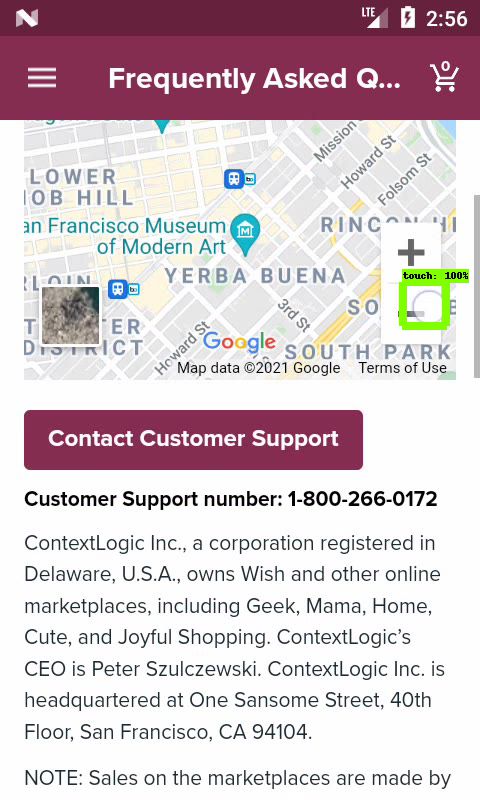 LTE 2:56
Frequently Asked Q... 0
Mission
Howard St
Folsom St
LOWER
OB HILL
an Francisco Museum
of Modern Art
RINCON HI
YERBA BUENA
touch: 100%
3rd St
SO
Howard St
DISTRICT
SOUTH PARK
Google
Map data ©2021 Google Terms of Use
Contact Customer Support
Customer Support number: 1-800-266-0172
ContextLogic Inc., a corporation registered in
Delaware, U.S.A., owns Wish and other online
marketplaces, including Geek, Mama, Home,
Cute, and Joyful Shopping. ContextLogic’s
CEO is Peter Szulczewski. ContextLogic Inc. is
headquartered at One Sansome Street, 40th
Floor, San Francisco, CA 94104.
NOTE: Sales on the marketplaces are made by